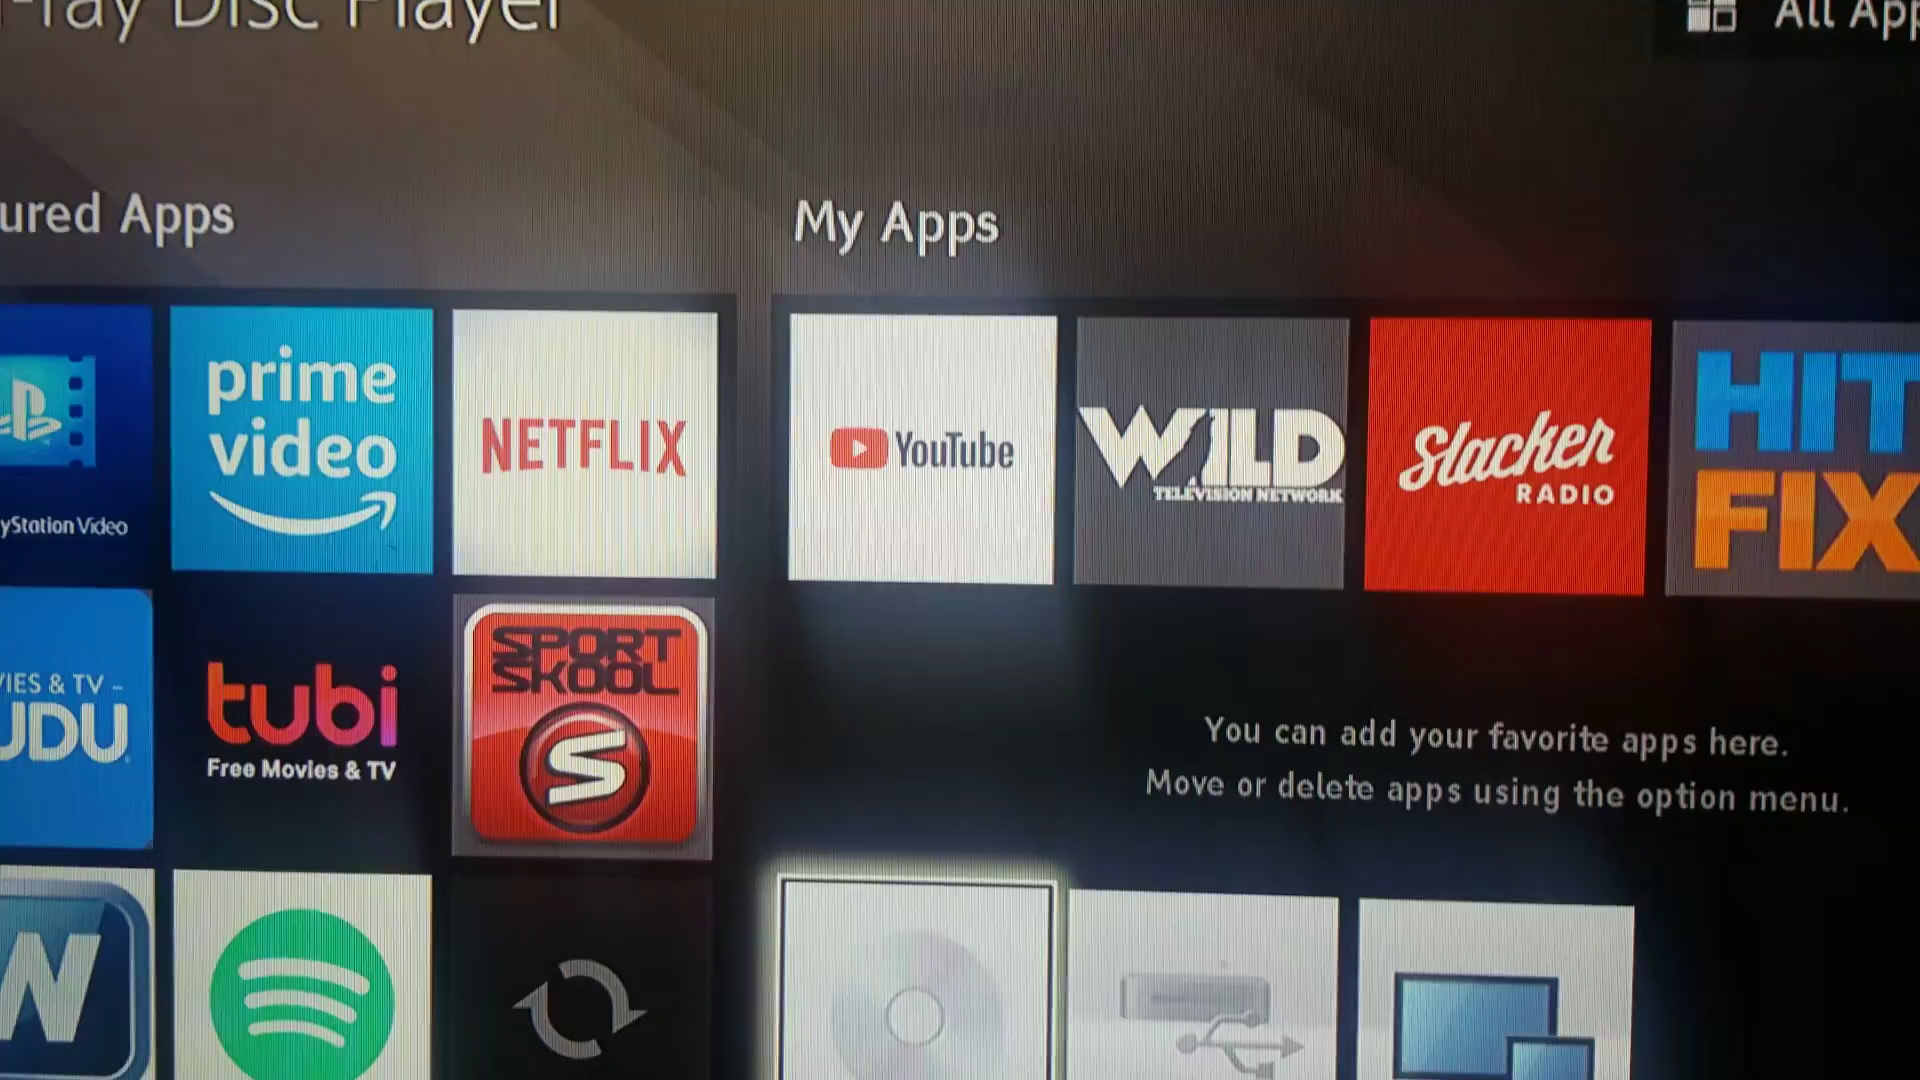 -ray Disc Player
All App
ured Apps
My Apps
yStation Video
prime
video
NETFLIX
YouTube
WILD
TELEVISION NETWORK
Slacker
RADIO
HIT
FIX
VIES & TV –
UDU
tubi
Free Movies & TV
SPORT
SKOOL
S
You can add your favorite apps here.
Move or delete apps using the option menu.
N